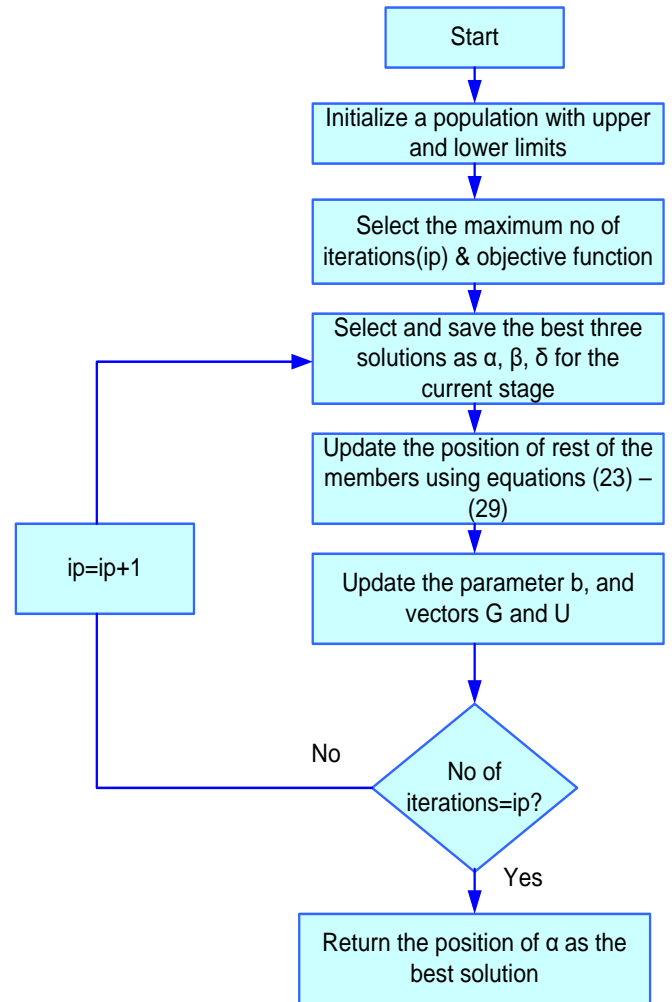 Start
Initialize a population with upper
and lower limits
Select the maximum no of
iterations(ip) & objective function
Select and save the best three
solutions as α, β, δ for the
current stage
Update the position of rest of the
members using equations (23) –
(29)
ip=ip+1
Update the parameter b, and
vectors G and U
No
No of
iterations=ip?
Yes
Return the position of α as the
best solution